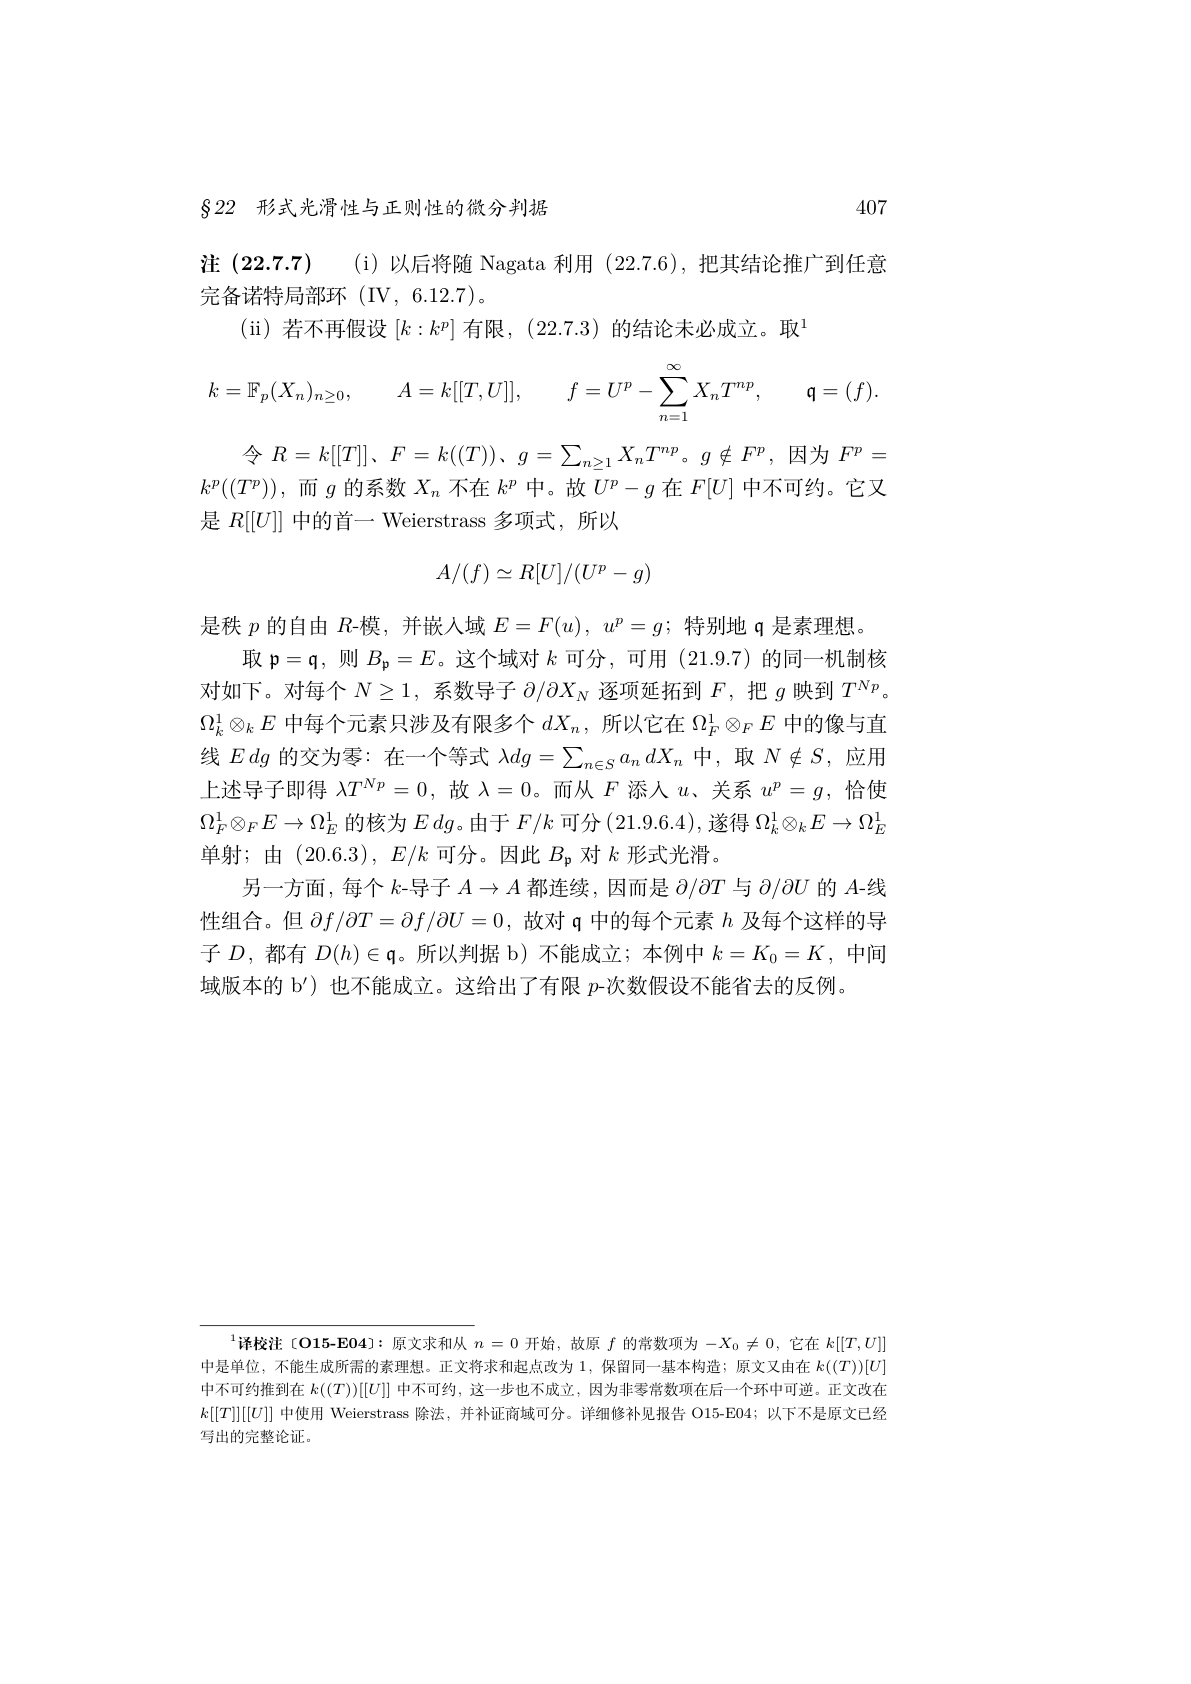 §22 形式光滑性与正则性的微分判据 407
注（22.7.7） （i）以后将随 Nagata 利用（22.7.6），把其结论推广到任意
完备诺特局部环（IV，6.12.7）。
（ii）若不再假设 [k : k^p] 有限，（22.7.3）的结论未必成立。取¹
k = 𝔽_p(X_n)_{n≥0}, A = k[[T, U]], f = U^p − ∑_{n=1}^{∞} X_n T^{np}, 𝔮 = (f).
令 R = k[[T]]、F = k((T))、g = ∑_{n≥1} X_n T^{np}。g ∉ F^p，因为 F^p =
k^p((T^p))，而 g 的系数 X_n 不在 k^p 中。故 U^p − g 在 F[U] 中不可约。它又
是 R[[U]] 中的首一 Weierstrass 多项式，所以
A/(f) ≃ R[U]/(U^p − g)
是秩 p 的自由 R-模，并嵌入域 E = F(u)，u^p = g；特别地 𝔮 是素理想。
取 𝔭 = 𝔮，则 B_𝔭 = E。这个域对 k 可分，可用（21.9.7）的同一机制核
对如下。对每个 N ≥ 1，系数导子 ∂/∂X_N 逐项延拓到 F，把 g 映到 T^{Np}。
Ω^1_k ⊗_k E 中每个元素只涉及有限多个 dX_n，所以它在 Ω^1_F ⊗_F E 中的像与直
线 E dg 的交为零：在一个等式 λdg = ∑_{n∈S} a_n dX_n 中，取 N ∉ S，应用
上述导子即得 λT^{Np} = 0，故 λ = 0。而从 F 添入 u、关系 u^p = g，恰使
Ω^1_F ⊗_F E → Ω^1_E 的核为 E dg。由于 F/k 可分（21.9.6.4），遂得 Ω^1_k ⊗_k E → Ω^1_E
单射；由（20.6.3），E/k 可分。因此 B_𝔭 对 k 形式光滑。
另一方面，每个 k-导子 A → A 都连续，因而是 ∂/∂T 与 ∂/∂U 的 A-线
性组合。但 ∂f/∂T = ∂f/∂U = 0，故对 𝔮 中的每个元素 h 及每个这样的导
子 D，都有 D(h) ∈ 𝔮。所以判据 b）不能成立；本例中 k = K_0 = K，中间
域版本的 b′）也不能成立。这给出了有限 p-次数假设不能省去的反例。
¹译校注〔O15-E04〕：原文求和从 n = 0 开始，故原 f 的常数项为 −X_0 ≠ 0，它在 k[[T, U]]
中是单位，不能生成所需的素理想。正文将求和起点改为 1，保留同一基本构造；原文又由在 k((T))[U]
中不可约推到在 k((T))[[U]] 中不可约，这一步也不成立，因为非零常数项在后一个环中可逆。正文改在
k[[T]][[U]] 中使用 Weierstrass 除法，并补证商域可分。详细修补见报告 O15-E04；以下不是原文已经
写出的完整论证。